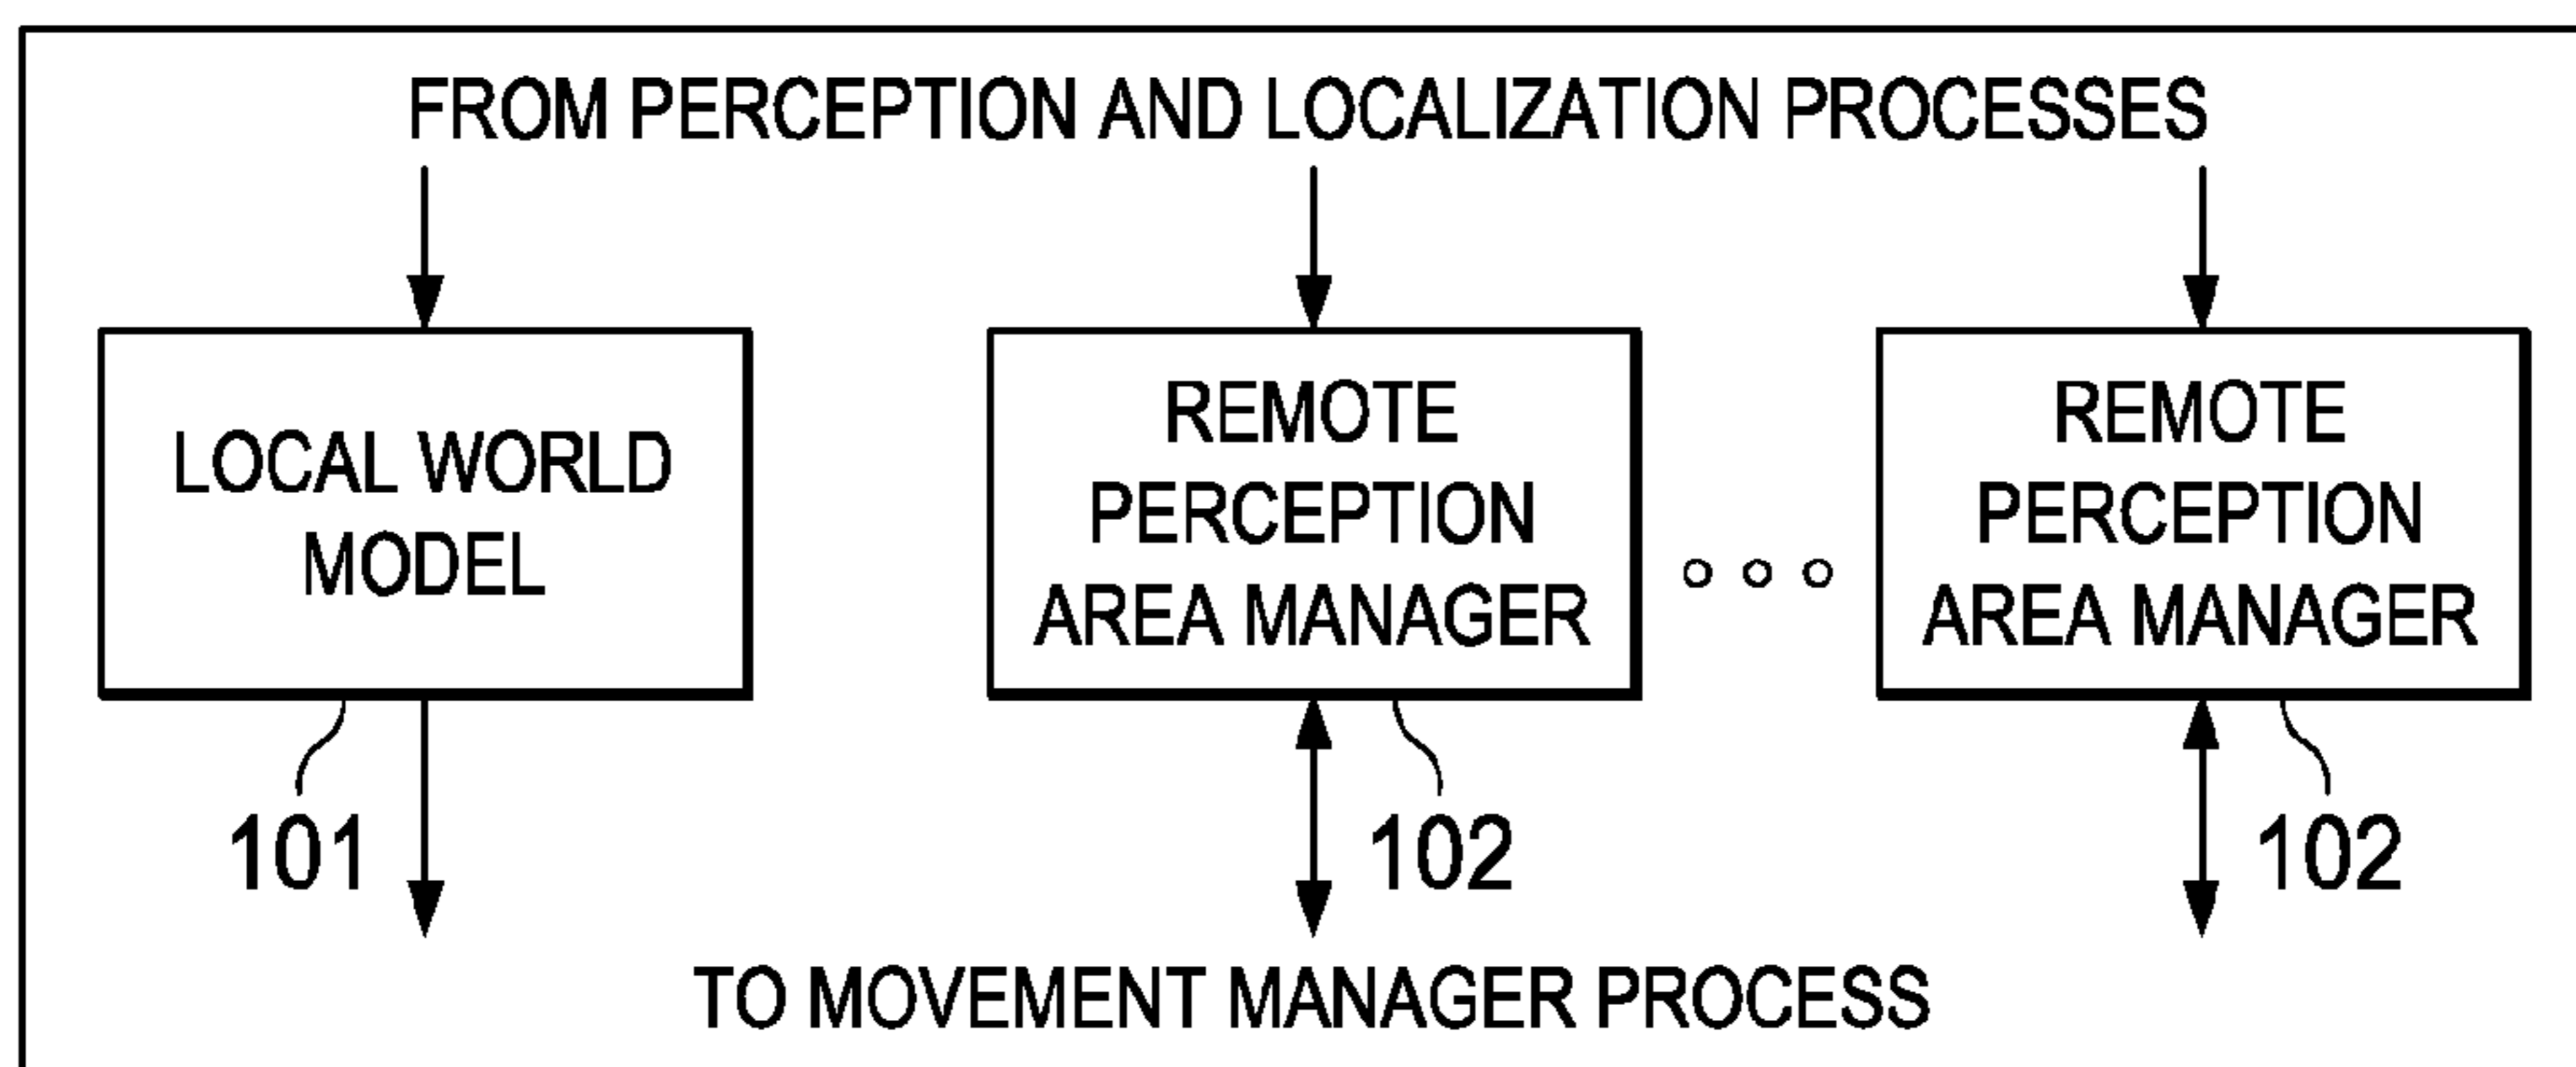 FROM PERCEPTION AND LOCALIZATION PROCESSES
LOCAL WORLD
MODEL
REMOTE
PERCEPTION
AREA MANAGER
REMOTE
PERCEPTION
AREA MANAGER
101
102
102
TO MOVEMENT MANAGER PROCESS